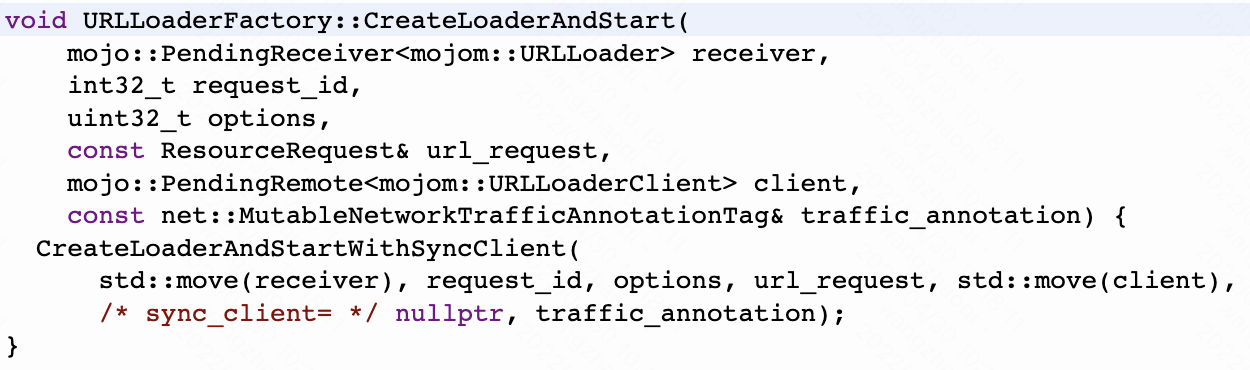 void URLLoaderFactory::CreateLoaderAndStart(
    mojo::PendingReceiver<mojom::URLLoader> receiver,
    int32_t request_id,
    uint32_t options,
    const ResourceRequest& url_request,
    mojo::PendingRemote<mojom::URLLoaderClient> client,
    const net::MutableNetworkTrafficAnnotationTag& traffic_annotation) {
  CreateLoaderAndStartWithSyncClient(
      std::move(receiver), request_id, options, url_request, std::move(client),
      /* sync_client= */ nullptr, traffic_annotation);
}